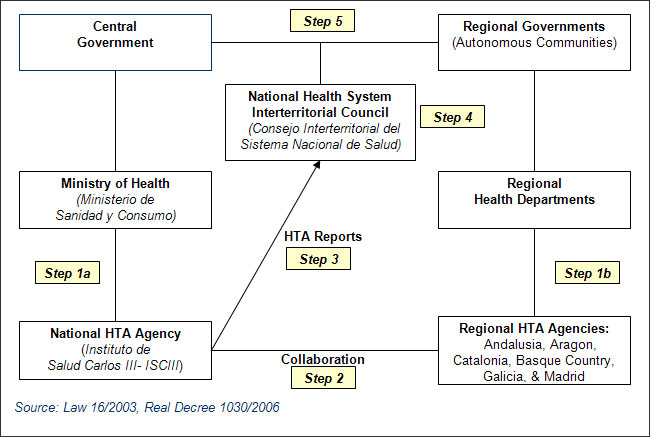 Central
Government
Step 5
Regional Governments
(Autonomous Communities)
National Health System
Interterritorial Council
(Consejo Interterritorial del
Sistema Nacional de Salud)
Step 4
Ministry of Health
(Ministerio de
Sanidad y Consumo)
Regional
Health Departments
HTA Reports
Step 3
Step 1a
Step 1b
National HTA Agency
(Instituto de
Salud Carlos III- ISCIII)
Collaboration
Step 2
Regional HTA Agencies:
Andalusia, Aragon,
Catalonia, Basque Country,
Galicia, & Madrid
Source: Law 16/2003, Real Decree 1030/2006